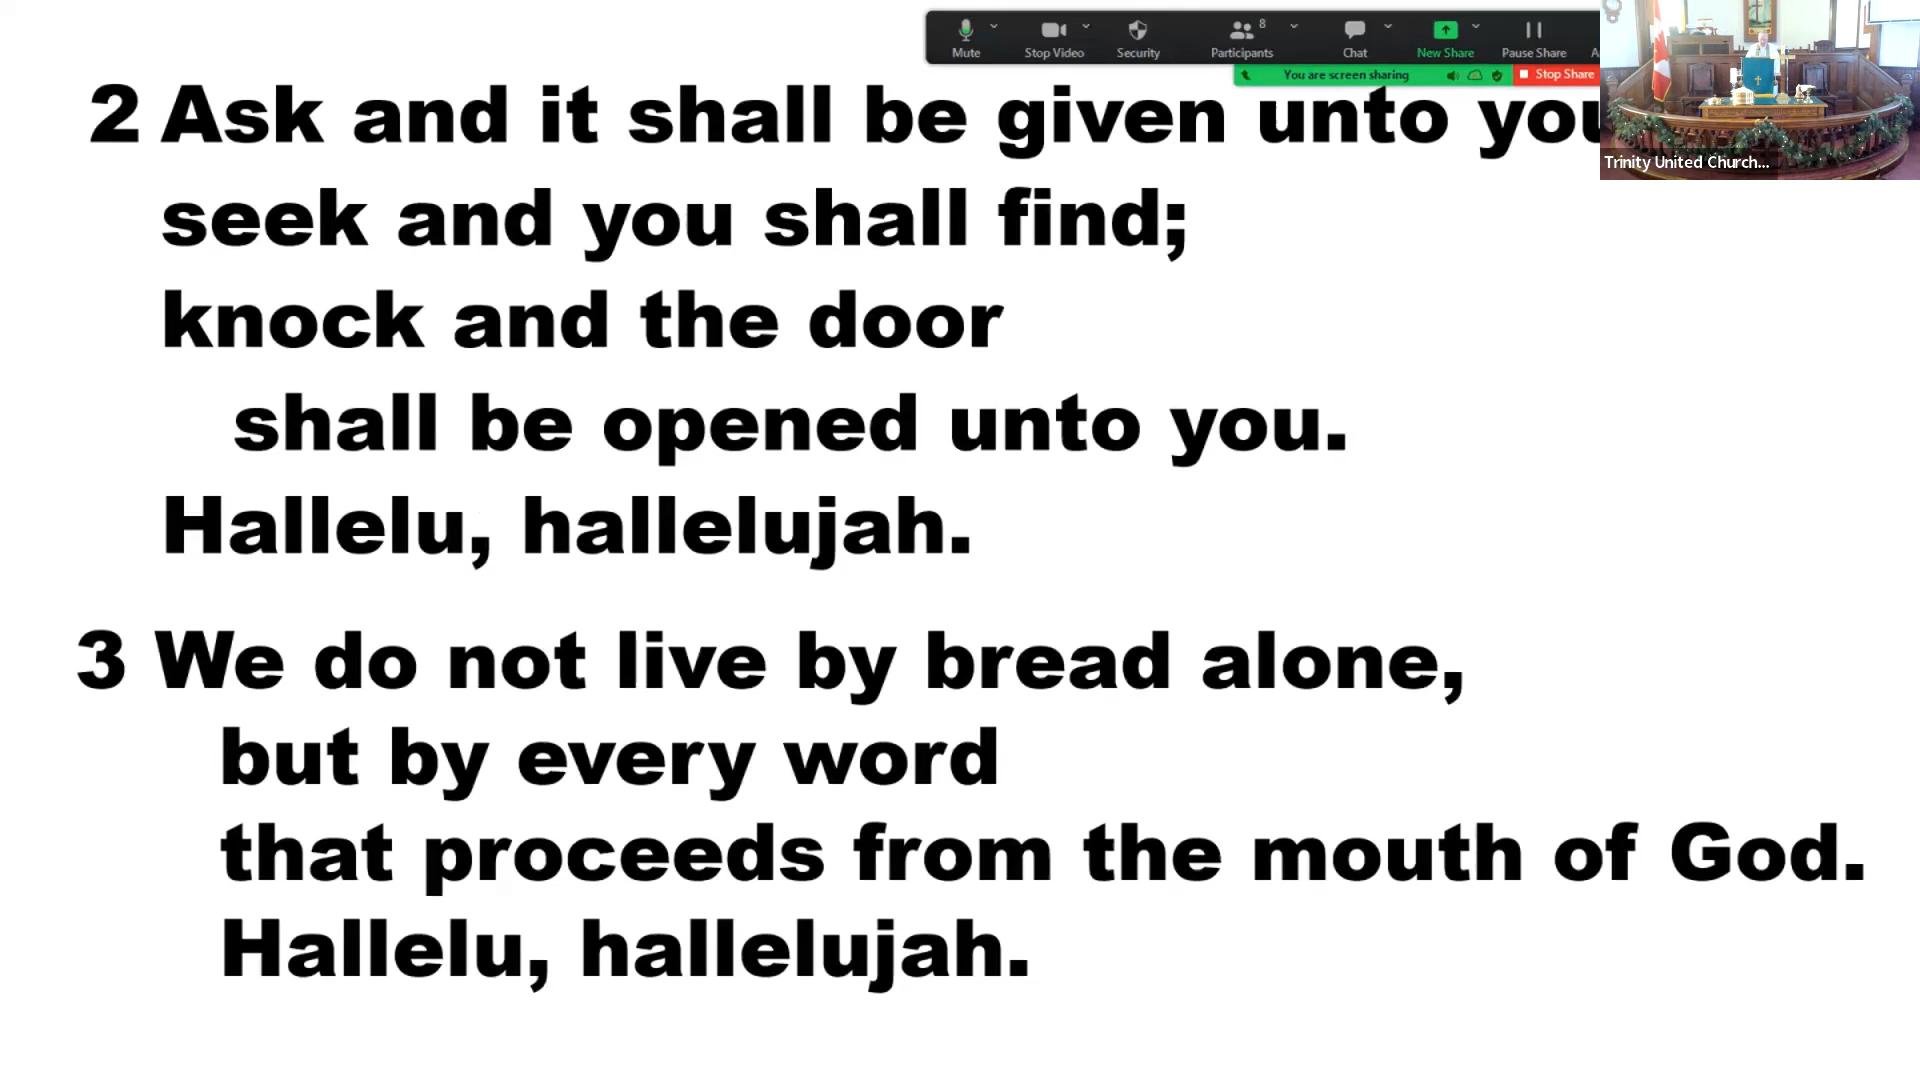 Mute
Stop Video
Security
Participants
8
Chat
New Share
Pause Share
You are screen sharing
Stop Share
Trinity United Church...
2 Ask and it shall be given unto you
seek and you shall find;
knock and the door
shall be opened unto you.
Hallelu, hallelujah.
3 We do not live by bread alone,
but by every word
that proceeds from the mouth of God.
Hallelu, hallelujah.